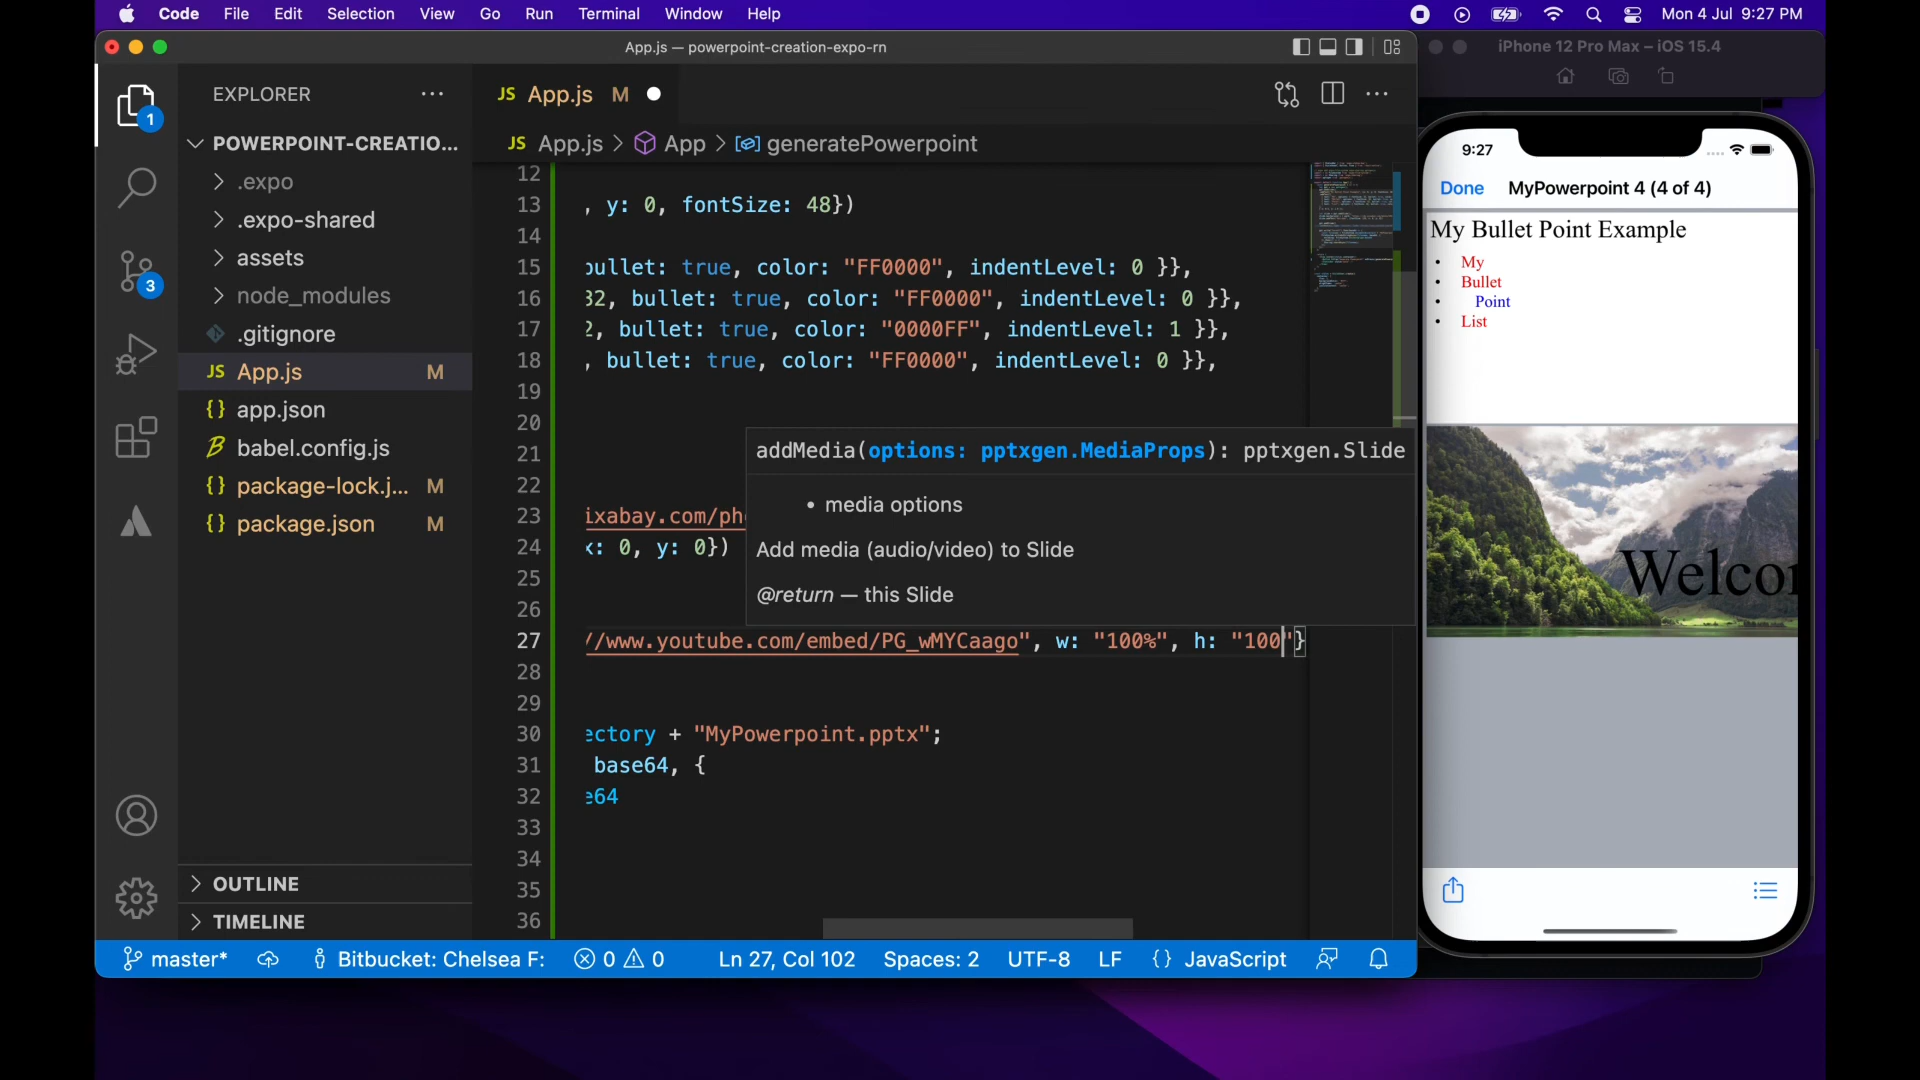 Code File Edit Selection View Go Run Terminal Window Help
Mon 4 Jul 9:27 PM
App.js — powerpoint-creation-expo-rn
iPhone 12 Pro Max – iOS 15.4
EXPLORER
JS App.js M
POWERPOINT-CREATIO...
JS App.js > App > generatePowerpoint
.expo
.expo-shared
assets
node_modules
.gitignore
JS App.js M
{} app.json
babel.config.js
{} package-lock.j... M
{} package.json M
OUTLINE
TIMELINE
1
3
12
13 , y: 0, fontSize: 48})
14
15 bullet: true, color: "FF0000", indentLevel: 0 }},
16 32, bullet: true, color: "FF0000", indentLevel: 0 }},
17 2, bullet: true, color: "0000FF", indentLevel: 1 }},
18 , bullet: true, color: "FF0000", indentLevel: 0 }},
19
20
21
22
23 ixabay.com/ph
24 x: 0, y: 0})
25
26
27 //www.youtube.com/embed/PG_wMYCaago", w: "100%", h: "100"}
28
29
30 ectory + "MyPowerpoint.pptx";
31 base64, {
32 e64
33
34
35
36
addMedia(options: pptxgen.MediaProps): pptxgen.Slide
• media options
Add media (audio/video) to Slide
@return — this Slide
master* Bitbucket: Chelsea F: 0 0 Ln 27, Col 102 Spaces: 2 UTF-8 LF {} JavaScript
9:27
Done MyPowerpoint 4 (4 of 4)
My Bullet Point Example
• My
• Bullet
• Point
• List
Welco